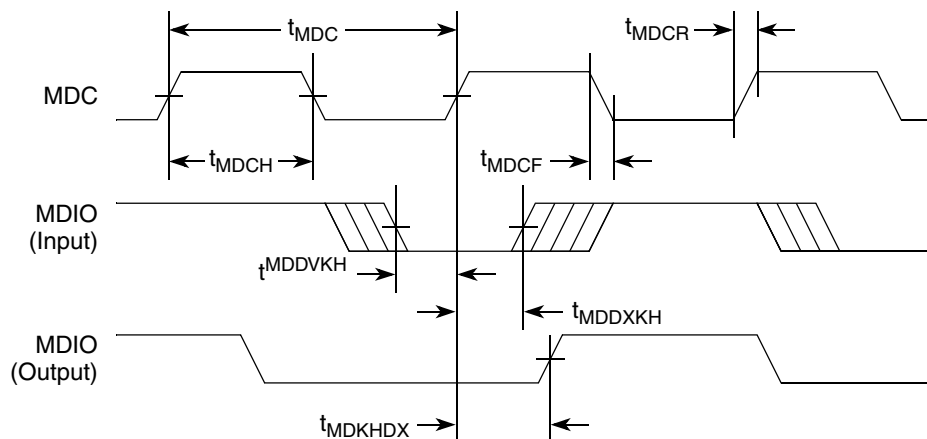 tMDC
tMDCR
MDC
tMDCH
tMDCF
MDIO
(Input)
tMDDVKH
tMDDXKH
MDIO
(Output)
tMDKHDX